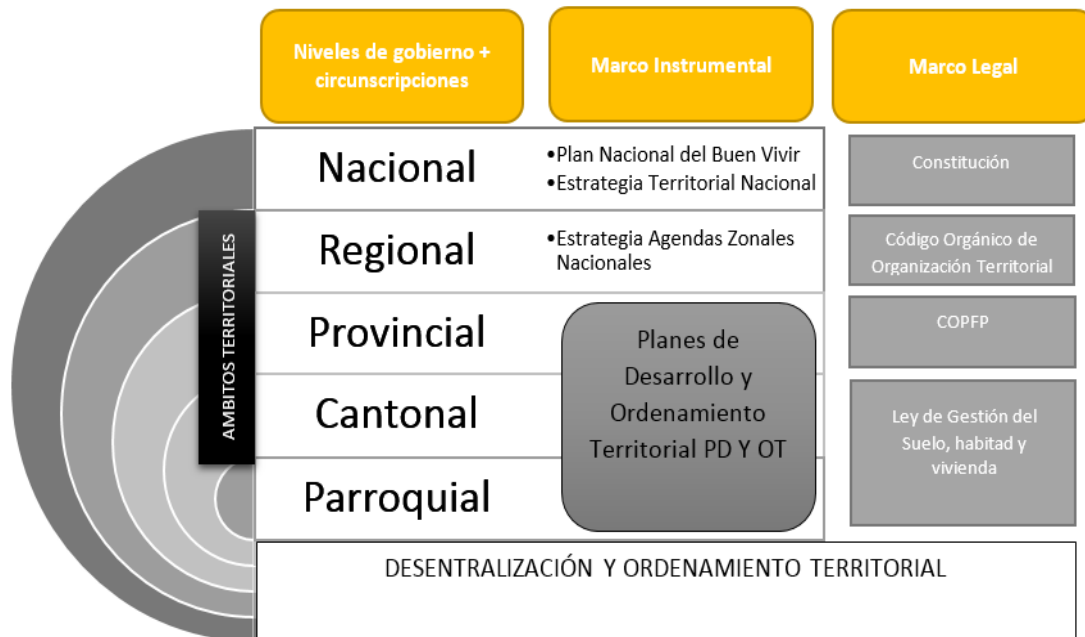 Niveles de gobierno +
circunscripciones
Marco Instrumental
Marco Legal
AMBITOS TERRITORIALES
Nacional
•Plan Nacional del Buen Vivir
•Estrategia Territorial Nacional
Constitución
Regional
•Estrategia Agendas Zonales
Nacionales
Código Orgánico de
Organización Territorial
Provincial
Cantonal
Parroquial
Planes de
Desarrollo y
Ordenamiento
Territorial PD Y OT
COPFP
Ley de Gestión del
Suelo, habitad y
vivienda
DESENTRALIZACIÓN Y ORDENAMIENTO TERRITORIAL